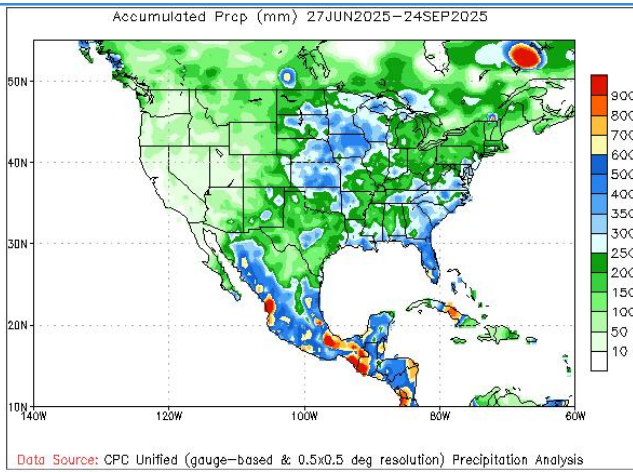 Accumulated Prcp (mm) 27JUN2025-24SEP2025
50N
40N
30N
20N
10N
140W 120W 100W 80W 60W
900
800
700
600
500
400
350
300
250
200
150
100
50
10
Data Source: CPC Unified (gauge-based & 0.5x0.5 deg resolution) Precipitation Analysis